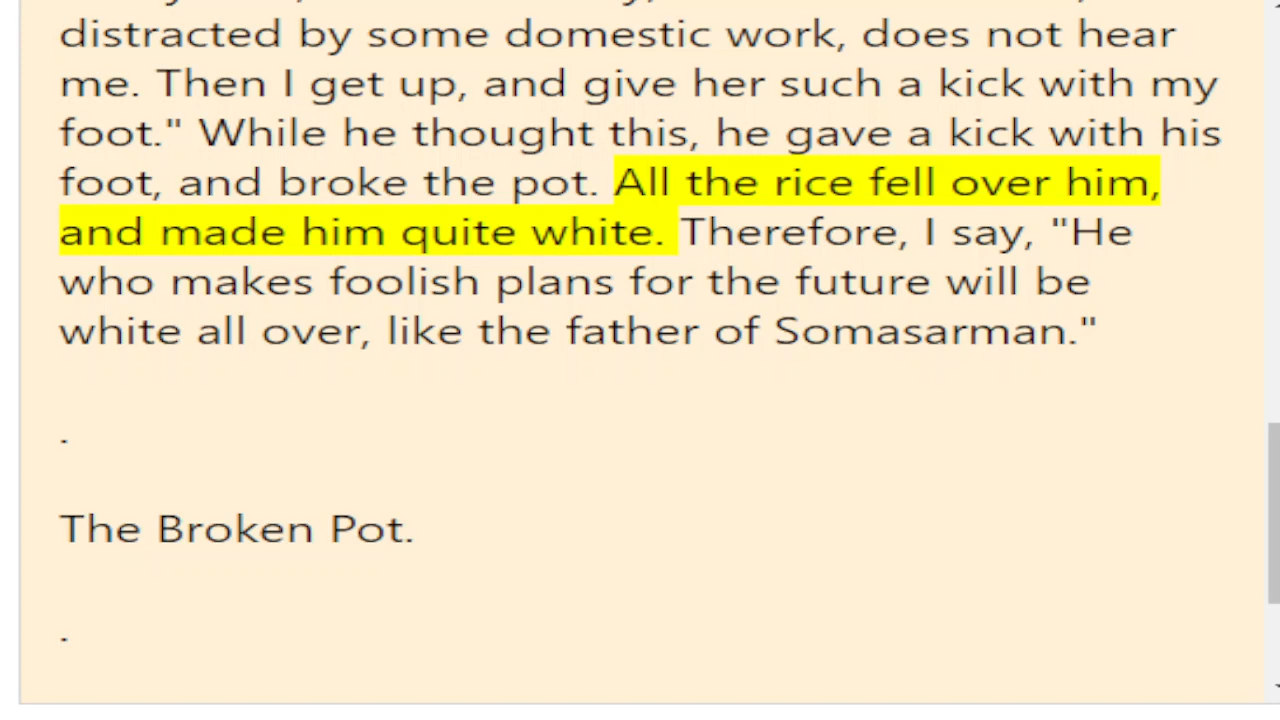 distracted by some domestic work, does not hear
me. Then I get up, and give her such a kick with my
foot." While he thought this, he gave a kick with his
foot, and broke the pot. All the rice fell over him,
and made him quite white. Therefore, I say, "He
who makes foolish plans for the future will be
white all over, like the father of Somasarman."
.
The Broken Pot.
.